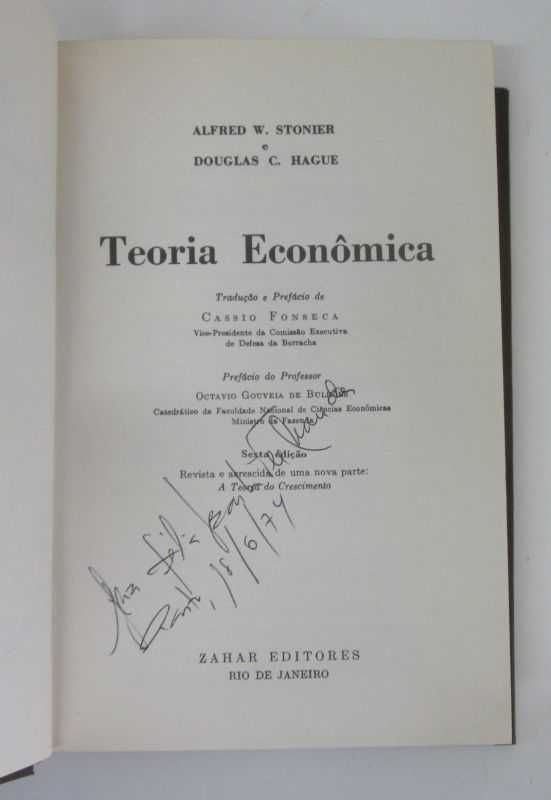 ALFRED W. STONIER
e
DOUGLAS C. HAGUE
Teoria Econômica
Tradução e Prefácio de
CASSIO FONSECA
Vice-Presidente da Comissão Executiva
de Defesa da Borracha
Prefácio do Professor
OCTAVIO GOUVEIA DE
Catedrático da Faculdade Nacional de Ciências Econômicas
Ministro da Fazenda
Sexta edição
Revista e acrescida de uma nova parte:
A Teoria do Crescimento
18/6/74
ZAHAR EDITORES
RIO DE JANEIRO